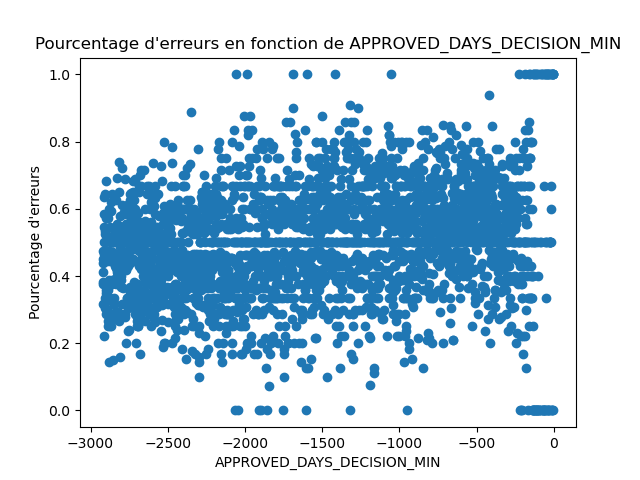 Pourcentage d'erreurs en fonction de APPROVED_DAYS_DECISION_MIN
1.0
0.8
0.6
0.4
0.2
0.0
Pourcentage d'erreurs
−3000 −2500 −2000 −1500 −1000 −500 0
APPROVED_DAYS_DECISION_MIN